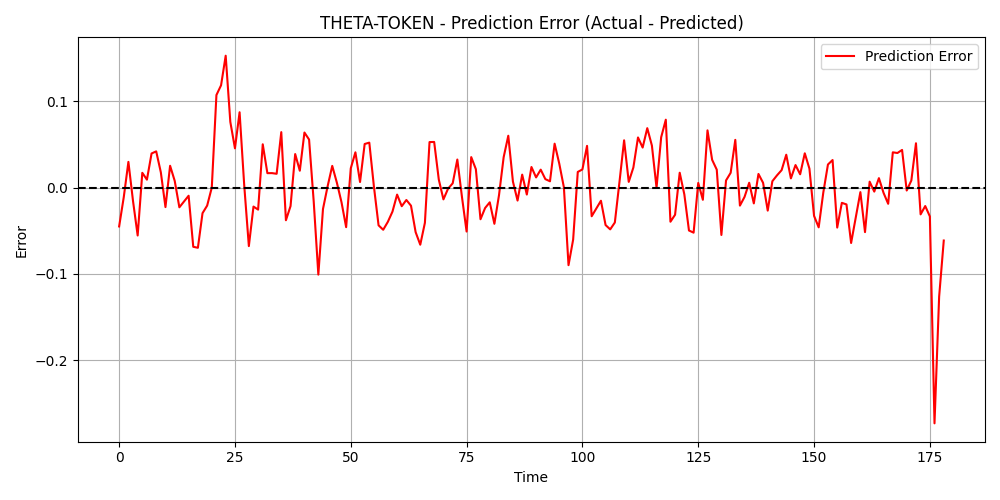 THETA-TOKEN - Prediction Error (Actual - Predicted)
Prediction Error
0.1
0.0
−0.1
−0.2
Error
0 25 50 75 100 125 150 175
Time